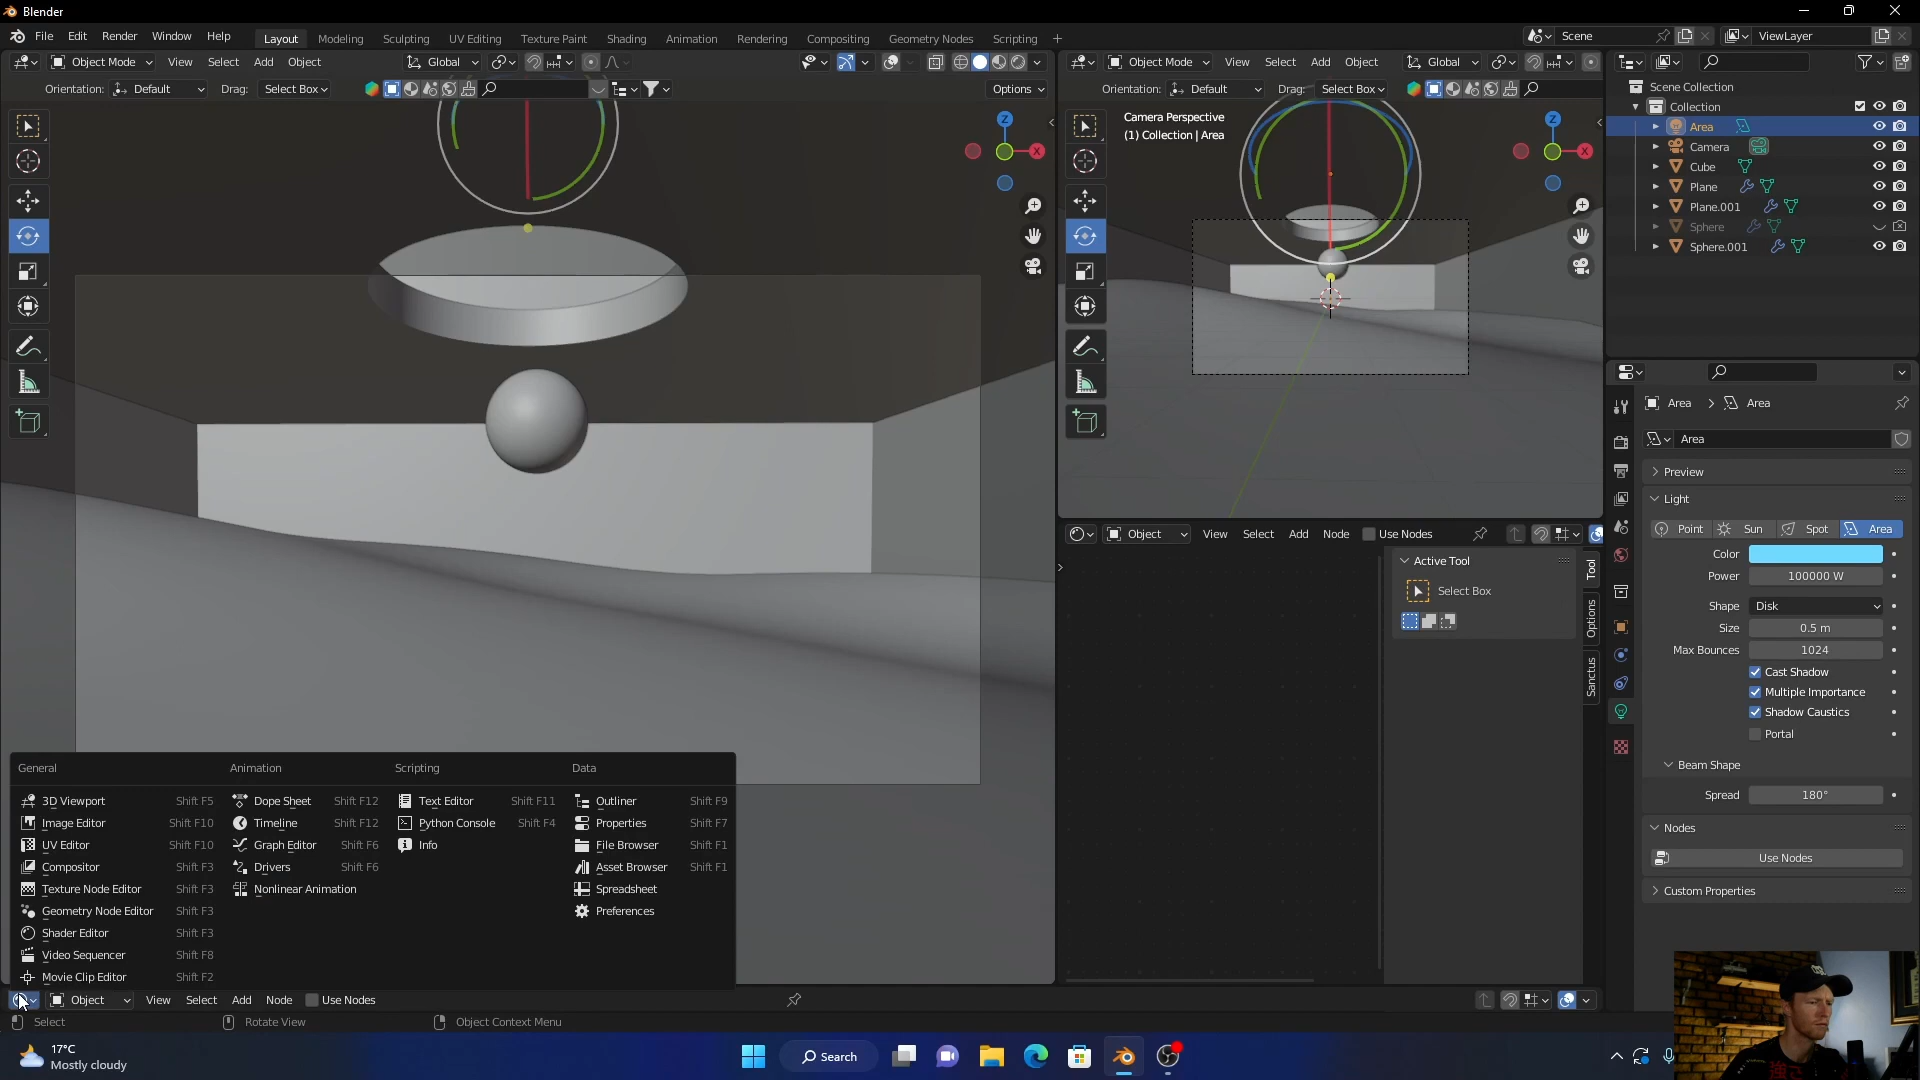 Blender
File Edit Render Window Help Layout Modeling Sculpting UV Editing Texture Paint Shading Animation Rendering Compositing Geometry Nodes Scripting + Scene ViewLayer
Object Mode View Select Add Object Global
Orientation: Default Drag: Select Box Options
Object Mode View Select Add Object Global
Orientation: Default Drag: Select Box
Camera Perspective
(1) Collection | Area
Z
X
Z
X
Scene Collection
Collection
Area
Camera
Cube
Plane
Plane.001
Sphere
Sphere.001
Area > Area
Area
Preview
Light
Point Sun Spot Area
Color
Power 100000 W
Shape Disk
Size 0.5 m
Max Bounces 1024
Cast Shadow
Multiple Importance
Shadow Caustics
Portal
Beam Shape
Spread 180°
Nodes
Use Nodes
Custom Properties
Object View Select Add Node Use Nodes
Active Tool
Select Box
Tool
Options
Sanctus
General Animation Scripting Data
3D Viewport Shift F5 Dope Sheet Shift F12 Text Editor Shift F11 Outliner Shift F9
Image Editor Shift F10 Timeline Shift F12 Python Console Shift F4 Properties Shift F7
UV Editor Shift F10 Graph Editor Shift F6 Info File Browser Shift F1
Compositor Shift F3 Drivers Shift F6 Asset Browser Shift F1
Texture Node Editor Shift F3 Nonlinear Animation Spreadsheet
Geometry Node Editor Shift F3 Preferences
Shader Editor Shift F3
Video Sequencer Shift F8
Movie Clip Editor Shift F2
Object View Select Add Node Use Nodes
Select Rotate View Object Context Menu
17°C
Mostly cloudy
Search